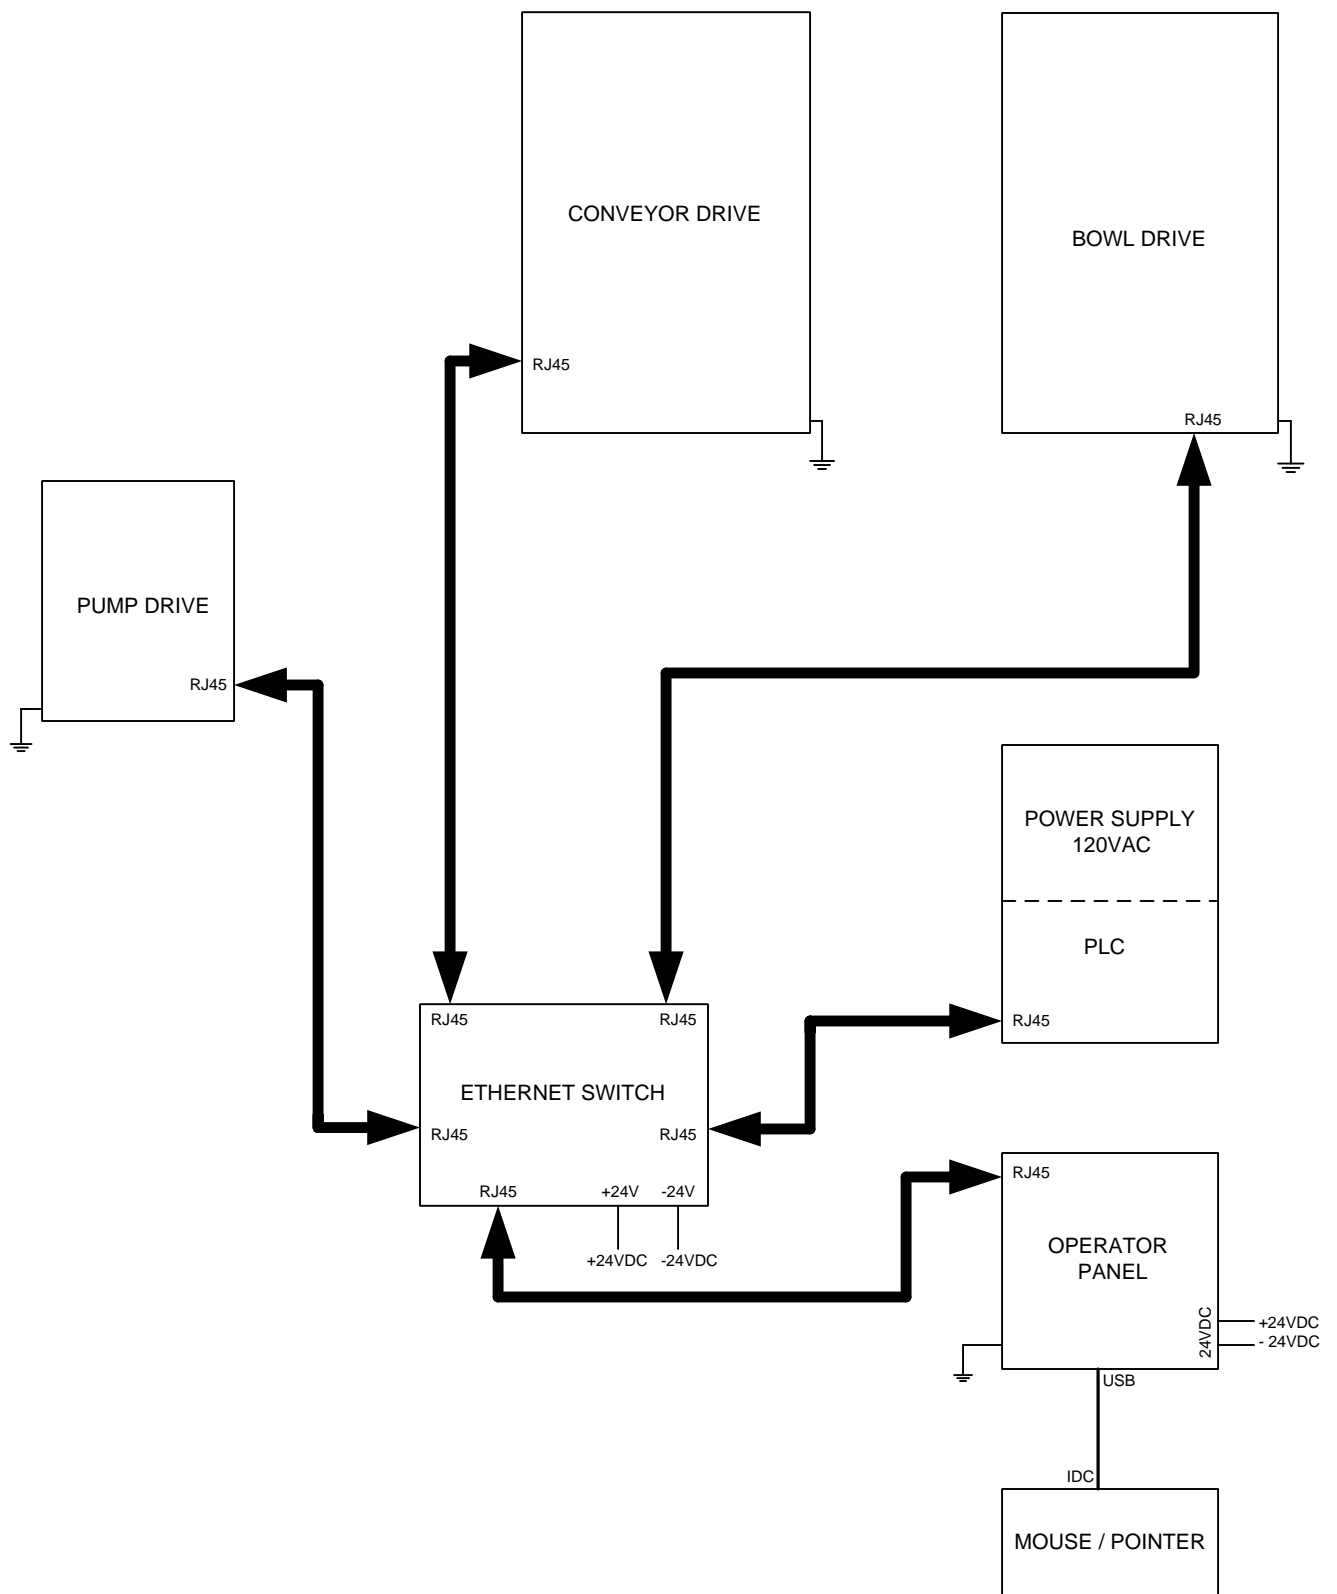 CONVEYOR DRIVE
RJ45
BOWL DRIVE
RJ45
PUMP DRIVE
RJ45
POWER SUPPLY
120VAC
PLC
RJ45
RJ45
RJ45
ETHERNET SWITCH
RJ45
RJ45
RJ45
+24V
-24V
+24VDC
-24VDC
RJ45
OPERATOR
PANEL
24VDC
+24VDC
- 24VDC
USB
IDC
MOUSE / POINTER